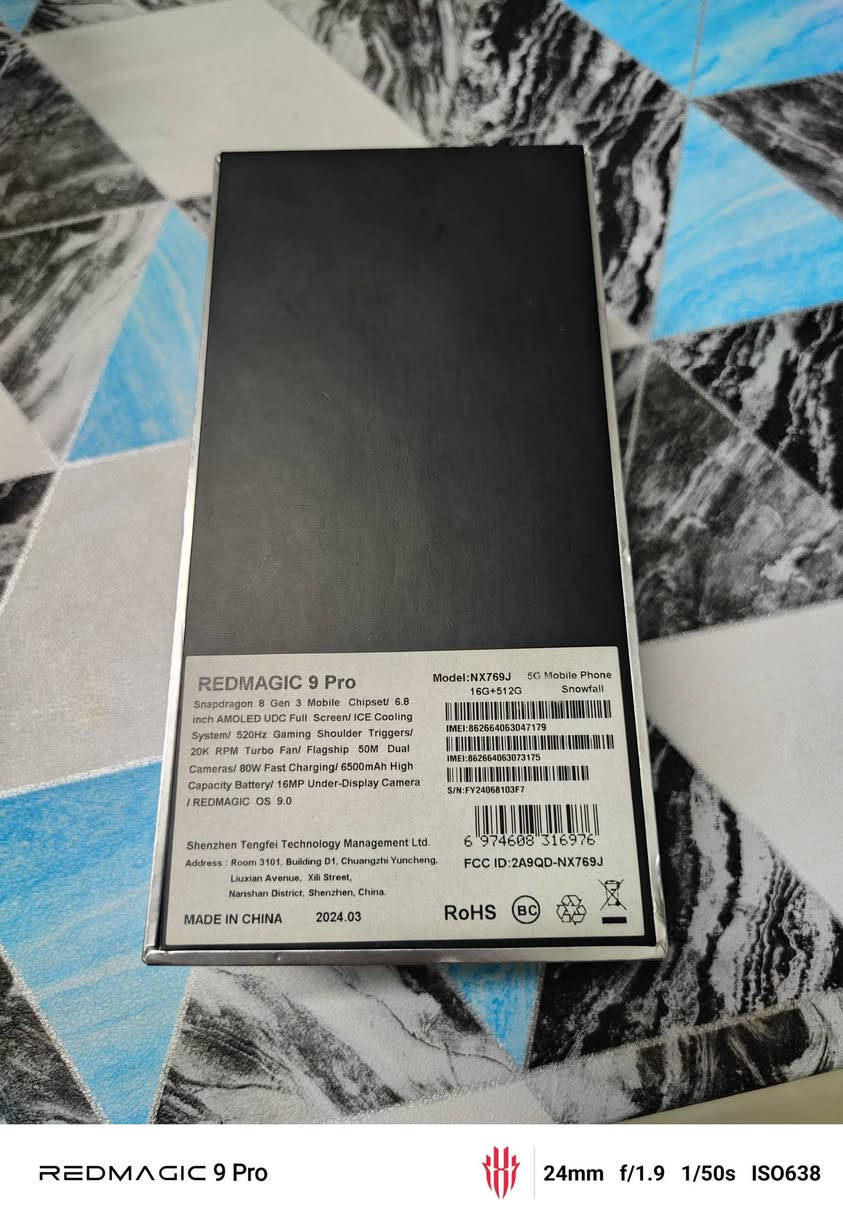 REDMAGIC 9 Pro
Snapdragon 8 Gen 3 Mobile Chipset/ 6.8
inch AMOLED UDC Full Screen/ ICE Cooling
System/ 520Hz Gaming Shoulder Triggers/
20K RPM Turbo Fan/ Flagship 50M Dual
Cameras/ 80W Fast Charging/ 6500mAh High
Capacity Battery/ 16MP Under-Display Camera
/ REDMAGIC OS 9.0
Model:NX769J 5G Mobile Phone
16G+512G Snowfall
IMEI:862664063047179
IMEI:862664063073175
S/N:FY24068103F7
6 974608 316976
FCC ID:2A9QD-NX769J
Shenzhen Tengfei Technology Management Ltd.
Address : Room 3101, Building D1, Chuangzhi Yuncheng,
Liuxian Avenue, Xili Street,
Nanshan District, Shenzhen, China.
MADE IN CHINA 2024.03
RoHS BC
REDMAGIC 9 Pro 24mm f/1.9 1/50s ISO638